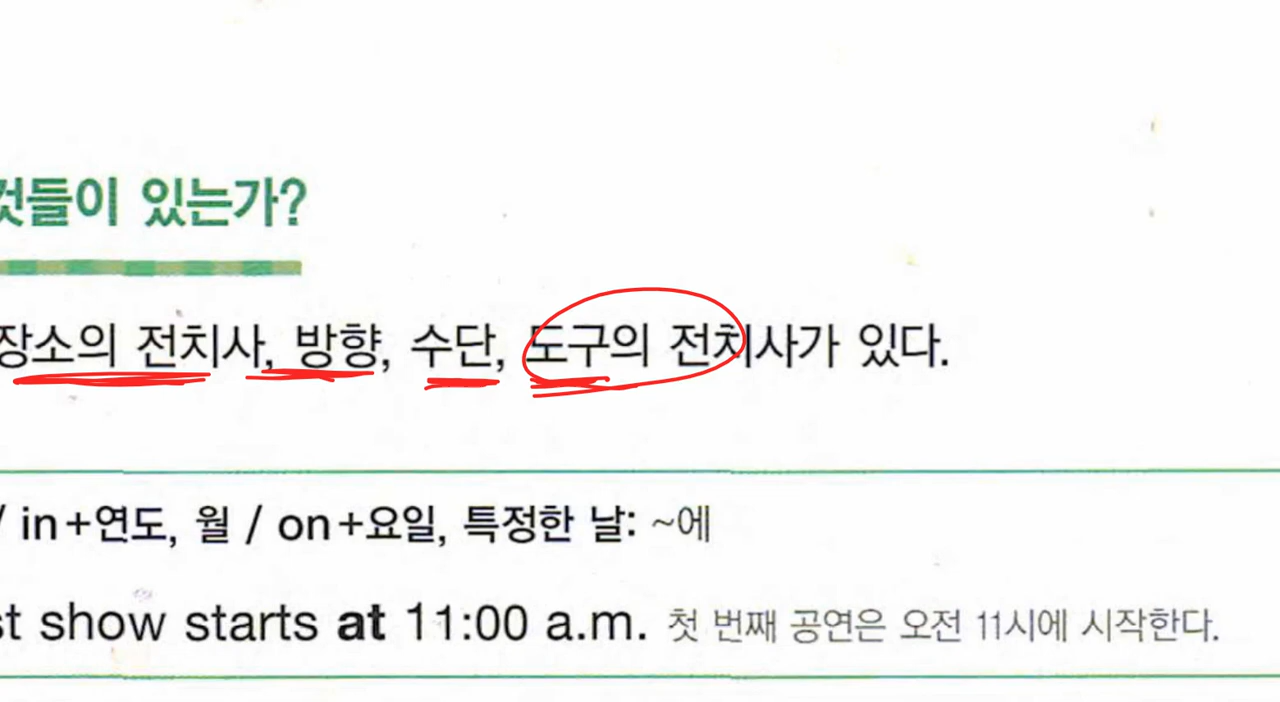 것들이 있는가?
장소의 전치사, 방향, 수단, 도구의 전치사가 있다.
/ in+연도, 월 / on+요일, 특정한 날: ~에
st show starts at 11:00 a.m. 첫 번째 공연은 오전 11시에 시작한다.